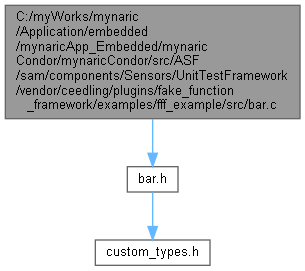 C:/myWorks/mynaric
/Application/embedded
/mynaricApp_Embedded/mynaric
Condor/mynaricCondor/src/ASF
/sam/components/Sensors/UnitTestFramework
/vendor/ceedling/plugins/fake_function
_framework/examples/fff_example/src/bar.c
bar.h
custom_types.h